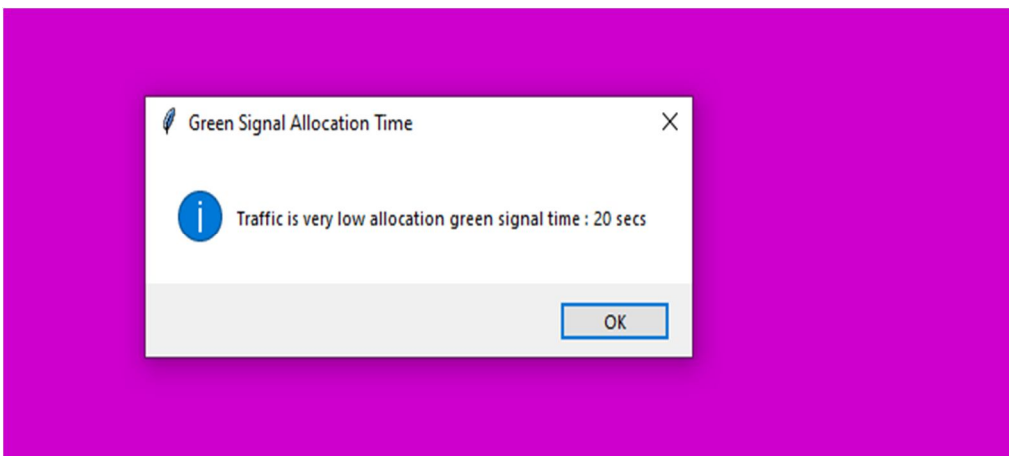 Green Signal Allocation Time
Traffic is very low allocation green signal time : 20 secs
OK